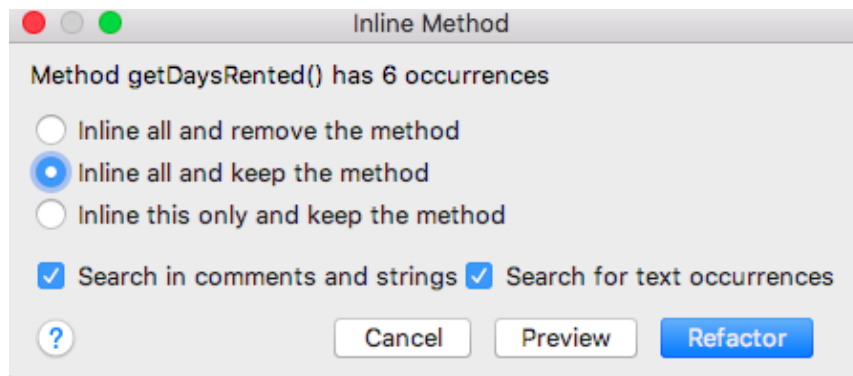 Inline Method
Method getDaysRented() has 6 occurrences
Inline all and remove the method
Inline all and keep the method
Inline this only and keep the method
Search in comments and strings Search for text occurrences
? Cancel Preview Refactor